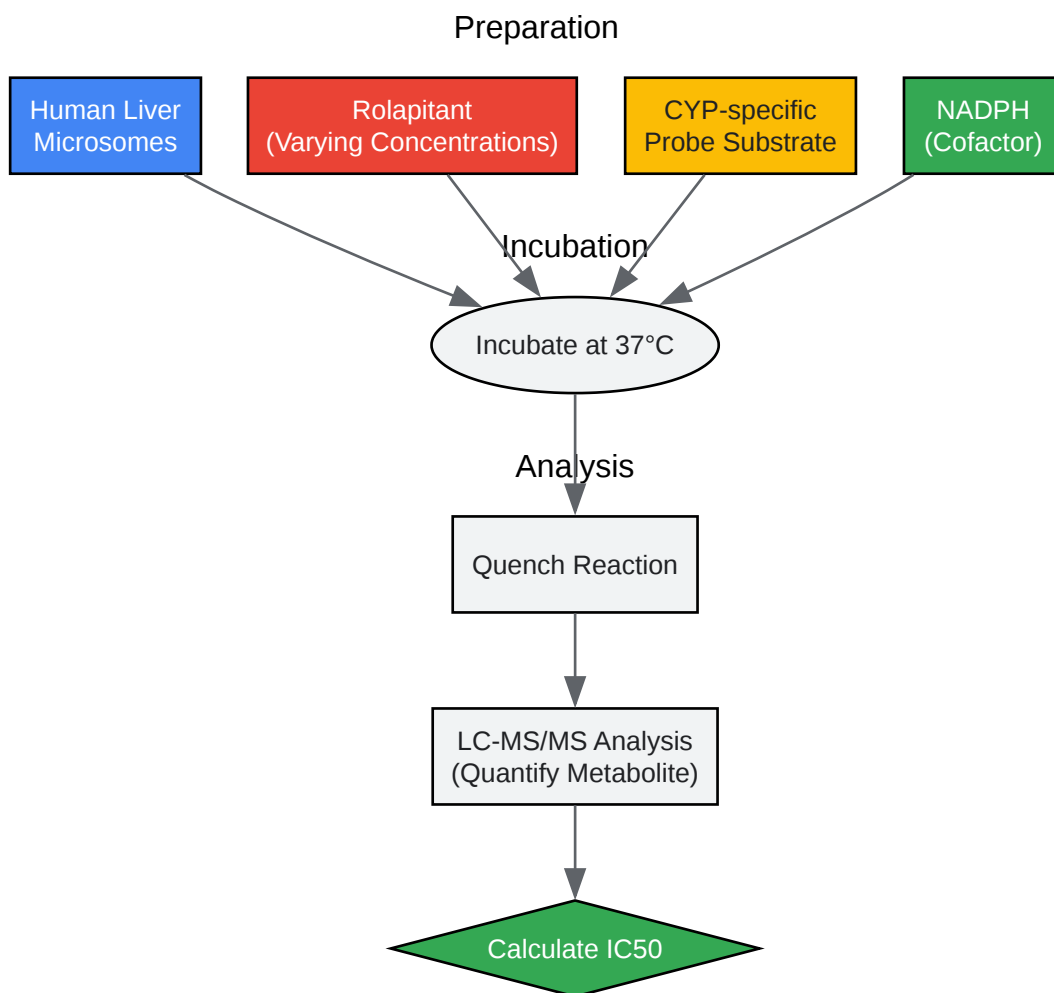 Preparation
Human Liver
Microsomes
Rolapitant
(Varying Concentrations)
CYP-specific
Probe Substrate
NADPH
(Cofactor)
Incubation
Incubate at 37°C
Analysis
Quench Reaction
LC-MS/MS Analysis
(Quantify Metabolite)
Calculate IC50